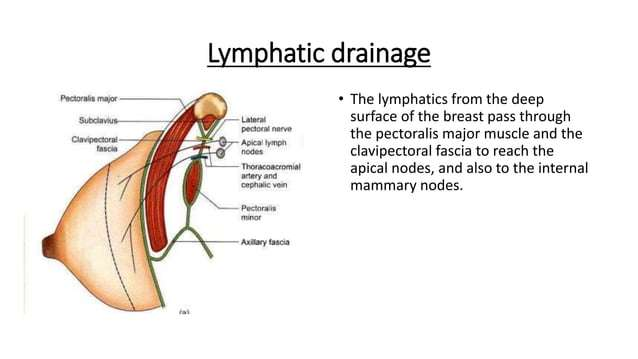 Lymphatic drainage
Pectoralis major
Subclavius
Clavipectoral
fascia
Lateral
pectoral nerve
Apical lymph
nodes
Thoracoacromial
artery and
cephalic vein
Pectoralis
minor
Axillary fascia
(a)
• The lymphatics from the deep
surface of the breast pass through
the pectoralis major muscle and the
clavipectoral fascia to reach the
apical nodes, and also to the internal
mammary nodes.